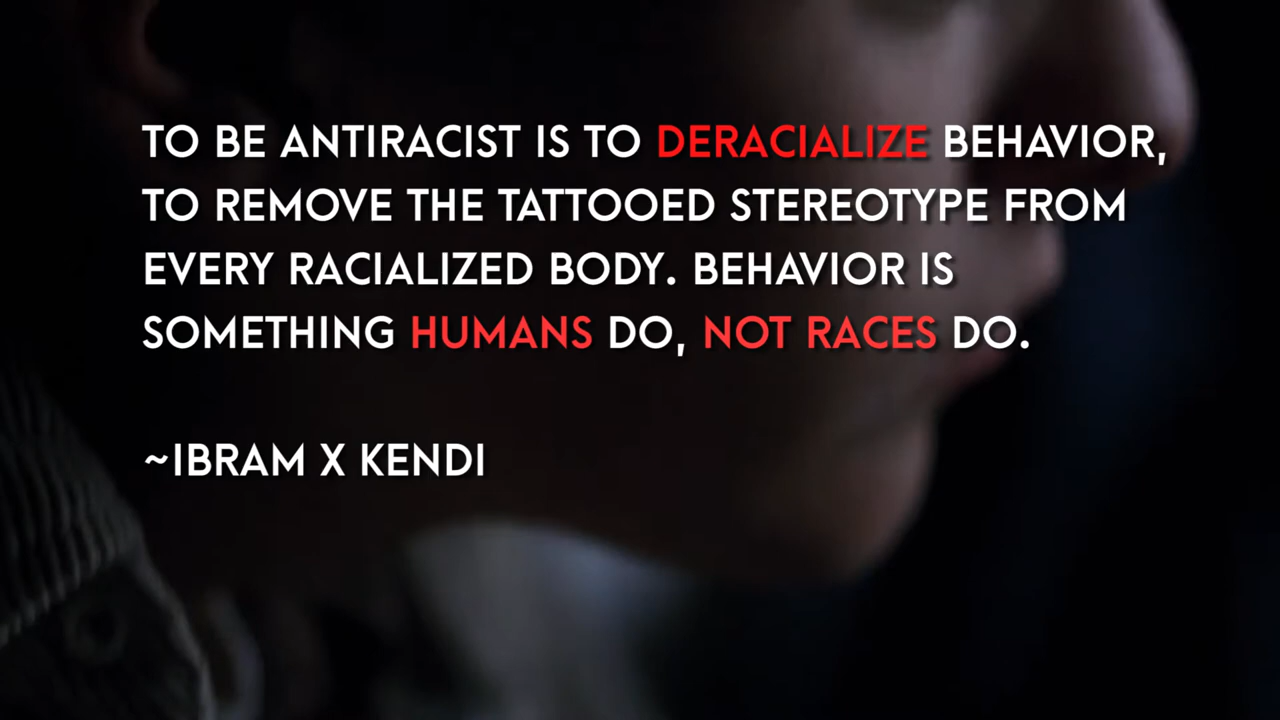 TO BE ANTIRACIST IS TO DERACIALIZE BEHAVIOR,
TO REMOVE THE TATTOOED STEREOTYPE FROM
EVERY RACIALIZED BODY. BEHAVIOR IS
SOMETHING HUMANS DO, NOT RACES DO.
~IBRAM X KENDI